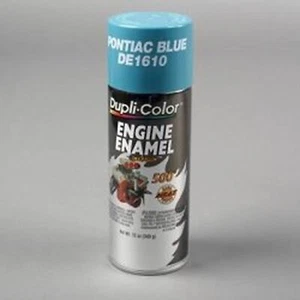 PONTIAC BLUE
DE1610
Dupli-Color®
ENGINE
ENAMEL
500°